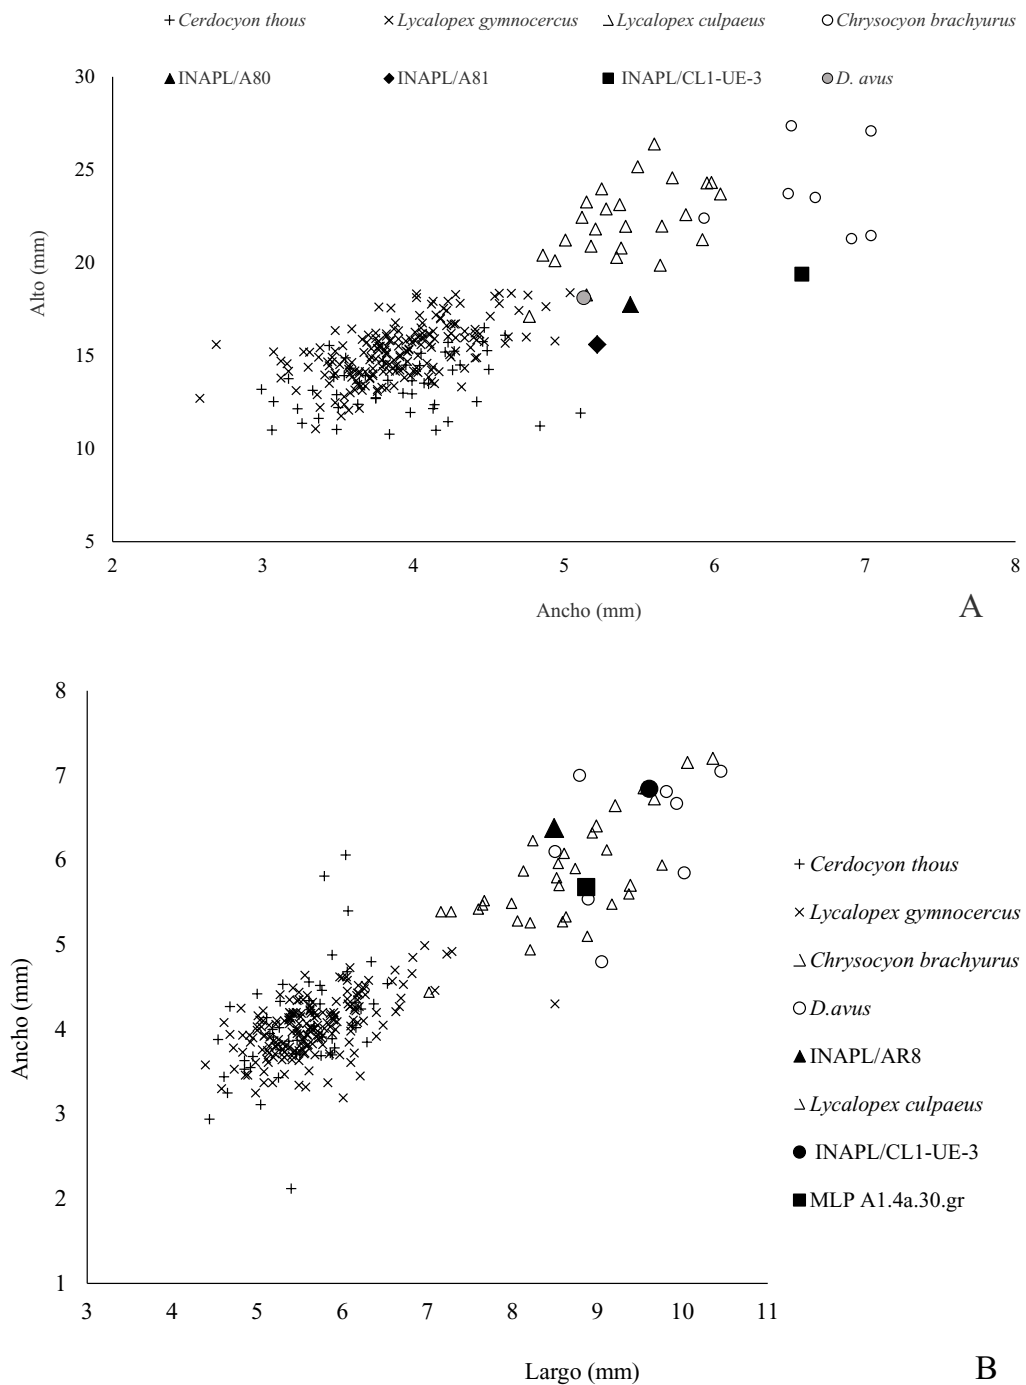 Cerdocyon thous Lycalopex gymnocercus Lycalopex culpaeus Chrysocyon brachyurus
INAPL/A80 INAPL/A81 INAPL/CL1-UE-3 D. avus
30
25
20
15
10
5
Alto (mm)
2 3 4 5 6 7 8
Ancho (mm)
A
8
7
6
5
4
3
2
1
Ancho (mm)
Cerdocyon thous
Lycalopex gymnocercus
Chrysocyon brachyurus
D.avus
INAPL/AR8
Lycalopex culpaeus
INAPL/CL1-UE-3
MLP A1.4a.30.gr
3 4 5 6 7 8 9 10 11
Largo (mm)
B